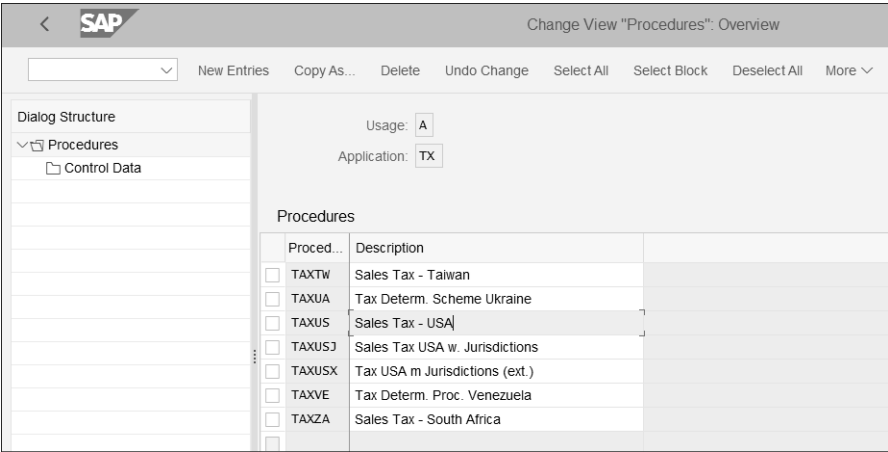 SAP
Change View "Procedures": Overview
New Entries Copy As... Delete Undo Change Select All Select Block Deselect All More
Dialog Structure
Procedures
Control Data
Usage: A
Application: TX
Procedures
Proced... Description
TAXTW Sales Tax - Taiwan
TAXUA Tax Determ. Scheme Ukraine
TAXUS Sales Tax - USA
TAXUSJ Sales Tax USA w. Jurisdictions
TAXUSX Tax USA m Jurisdictions (ext.)
TAXVE Tax Determ. Proc. Venezuela
TAXZA Sales Tax - South Africa